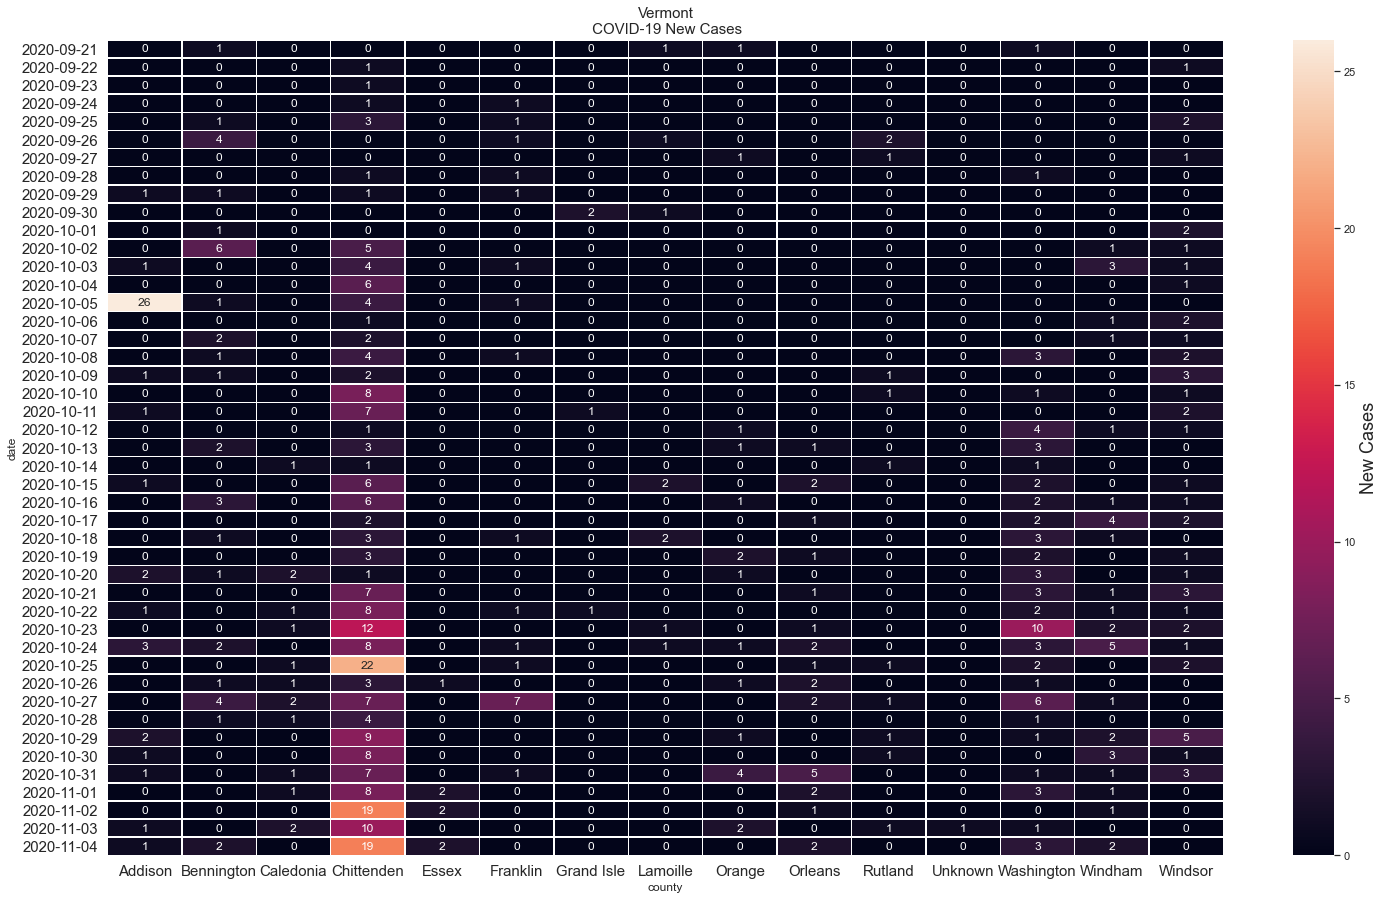 Vermont
COVID-19 New Cases
2020-09-21 0 1 0 0 0 0 0 1 1 0 0 0 1 0 0
2020-09-22 0 0 0 1 0 0 0 0 0 0 0 0 0 0 1
2020-09-23 0 0 0 1 0 0 0 0 0 0 0 0 0 0 0
2020-09-24 0 0 0 1 0 1 0 0 0 0 0 0 0 0 0
2020-09-25 0 1 0 3 0 1 0 0 0 0 0 0 0 0 2
2020-09-26 0 4 0 0 0 1 0 1 0 0 2 0 0 0 0
2020-09-27 0 0 0 0 0 0 0 0 1 0 1 0 0 0 1
2020-09-28 0 0 0 1 0 1 0 0 0 0 0 0 1 0 0
2020-09-29 1 1 0 1 0 1 0 0 0 0 0 0 0 0 0
2020-09-30 0 0 0 0 0 0 2 1 0 0 0 0 0 0 0
2020-10-01 0 1 0 0 0 0 0 0 0 0 0 0 0 0 2
2020-10-02 0 6 0 5 0 0 0 0 0 0 0 0 0 1 1
2020-10-03 1 0 0 4 0 1 0 0 0 0 0 0 0 3 1
2020-10-04 0 0 0 6 0 0 0 0 0 0 0 0 0 0 1
2020-10-05 26 1 0 4 0 1 0 0 0 0 0 0 0 0 0
2020-10-06 0 0 0 1 0 0 0 0 0 0 0 0 0 1 2
2020-10-07 0 2 0 2 0 0 0 0 0 0 0 0 0 1 1
2020-10-08 0 1 0 4 0 1 0 0 0 0 0 0 3 0 2
2020-10-09 1 1 0 2 0 0 0 0 0 0 1 0 0 0 3
2020-10-10 0 0 0 8 0 0 0 0 0 0 1 0 1 0 1
2020-10-11 1 0 0 7 0 0 1 0 0 0 0 0 0 0 2
2020-10-12 0 0 0 1 0 0 0 0 1 0 0 0 4 1 1
2020-10-13 0 2 0 3 0 0 0 0 1 1 0 0 3 0 0
2020-10-14 0 0 1 1 0 0 0 0 0 0 1 0 1 0 0
2020-10-15 1 0 0 6 0 0 0 2 0 2 0 0 2 0 1
2020-10-16 0 3 0 6 0 0 0 0 1 0 0 0 2 1 1
2020-10-17 0 0 0 2 0 0 0 0 0 1 0 0 2 4 2
2020-10-18 0 1 0 3 0 1 0 2 0 0 0 0 3 1 0
2020-10-19 0 0 0 3 0 0 0 0 2 1 0 0 2 0 1
2020-10-20 2 1 2 1 0 0 0 0 1 0 0 0 3 0 1
2020-10-21 0 0 0 7 0 0 0 0 0 1 0 0 3 1 3
2020-10-22 1 0 1 8 0 1 1 0 0 0 0 0 2 1 1
2020-10-23 0 0 1 12 0 0 0 1 0 1 0 0 10 2 2
2020-10-24 3 2 0 8 0 1 0 1 1 2 0 0 3 5 1
2020-10-25 0 0 1 22 0 1 0 0 0 1 1 0 2 0 2
2020-10-26 0 1 1 3 1 0 0 0 1 2 0 0 1 0 0
2020-10-27 0 4 2 7 0 7 0 0 0 2 1 0 6 1 0
2020-10-28 0 1 1 4 0 0 0 0 0 0 0 0 1 0 0
2020-10-29 2 0 0 9 0 0 0 0 1 0 1 0 1 2 5
2020-10-30 1 0 0 8 0 0 0 0 0 0 1 0 0 3 1
2020-10-31 1 0 1 7 0 1 0 0 4 5 0 0 1 1 3
2020-11-01 0 0 1 8 2 0 0 0 0 2 0 0 3 1 0
2020-11-02 0 0 0 19 2 0 0 0 0 1 0 0 0 1 0
2020-11-03 1 0 2 10 0 0 0 0 2 0 1 1 1 0 0
2020-11-04 1 2 0 19 2 0 0 0 0 2 0 0 3 2 0
Addison Bennington Caledonia Chittenden Essex Franklin Grand Isle Lamoille Orange Orleans Rutland Unknown Washington Windham Windsor
county
date
25
20
15
10
5
0
New Cases